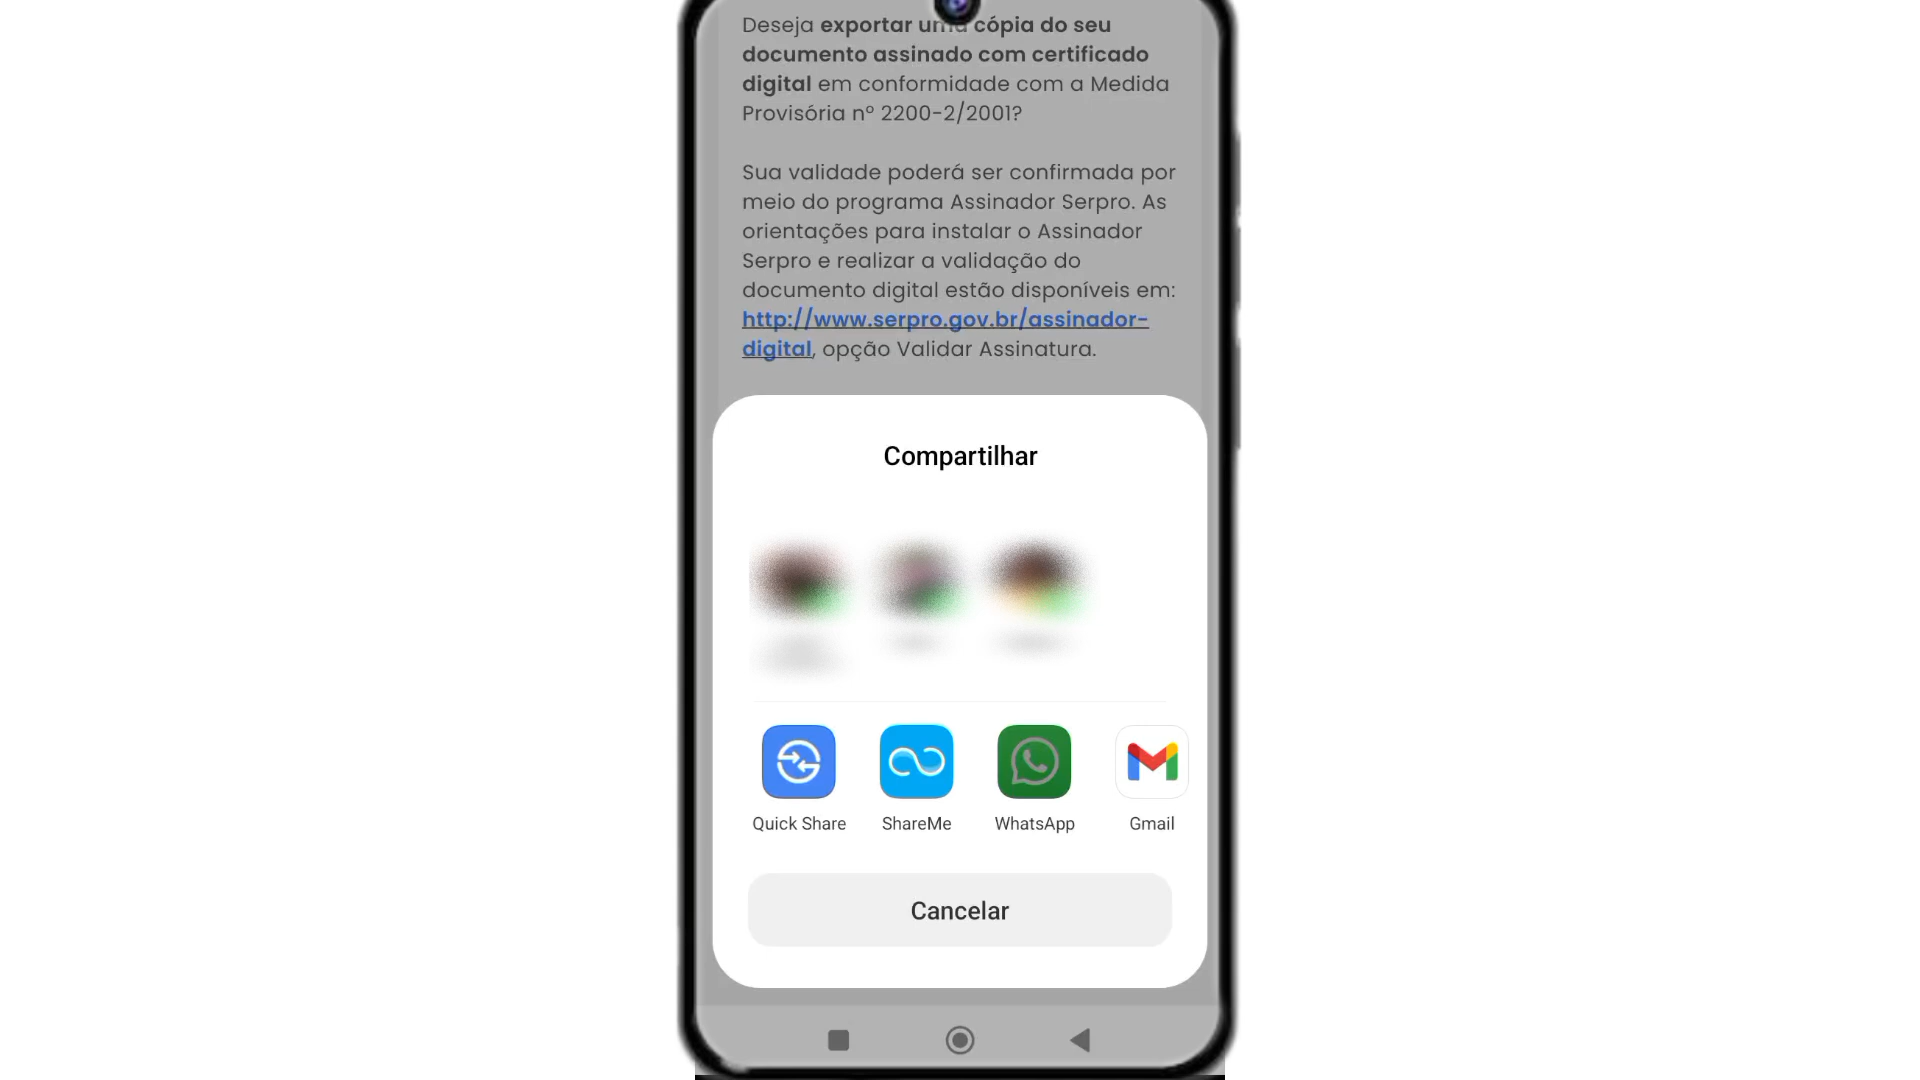 Deseja exportar uma cópia do seu
documento assinado com certificado
digital em conformidade com a Medida
Provisória nº 2200-2/2001?
Sua validade poderá ser confirmada por
meio do programa Assinador Serpro. As
orientações para instalar o Assinador
Serpro e realizar a validação do
documento digital estão disponíveis em:
http://www.serpro.gov.br/assinador-
digital, opção Validar Assinatura.
Compartilhar
Quick Share
ShareMe
WhatsApp
Gmail
Cancelar